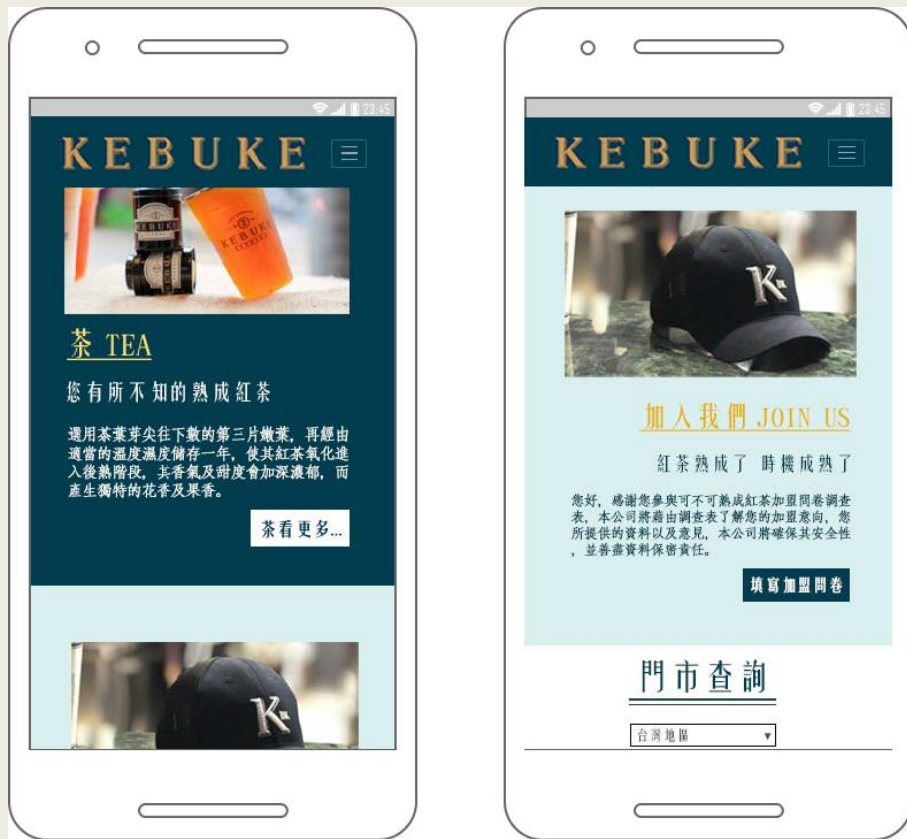 23:45
KEBUKE
KEBUKE
KEBUKE
茶 TEA
您有所不知的熟成紅茶
選用茶葉芽尖往下數的第三片嫩葉, 再經由
適當的溫度濕度儲存一年, 使其紅茶氧化進
入後熟階段, 其香氣及甜度會加深濃郁, 而
產生獨特的花香及果香。
茶看更多...
K
23:45
KEBUKE
K
加入我們 JOIN US
紅茶熟成了 時機成熟了
您好, 感謝您參與可不可熟成紅茶加盟問卷調查
表, 本公司將藉由調查表了解您的加盟意向, 您
所提供的資料以及意見, 本公司將確保其安全性
, 並善盡資料保密責任。
填寫加盟問卷
門市查詢
台灣地區